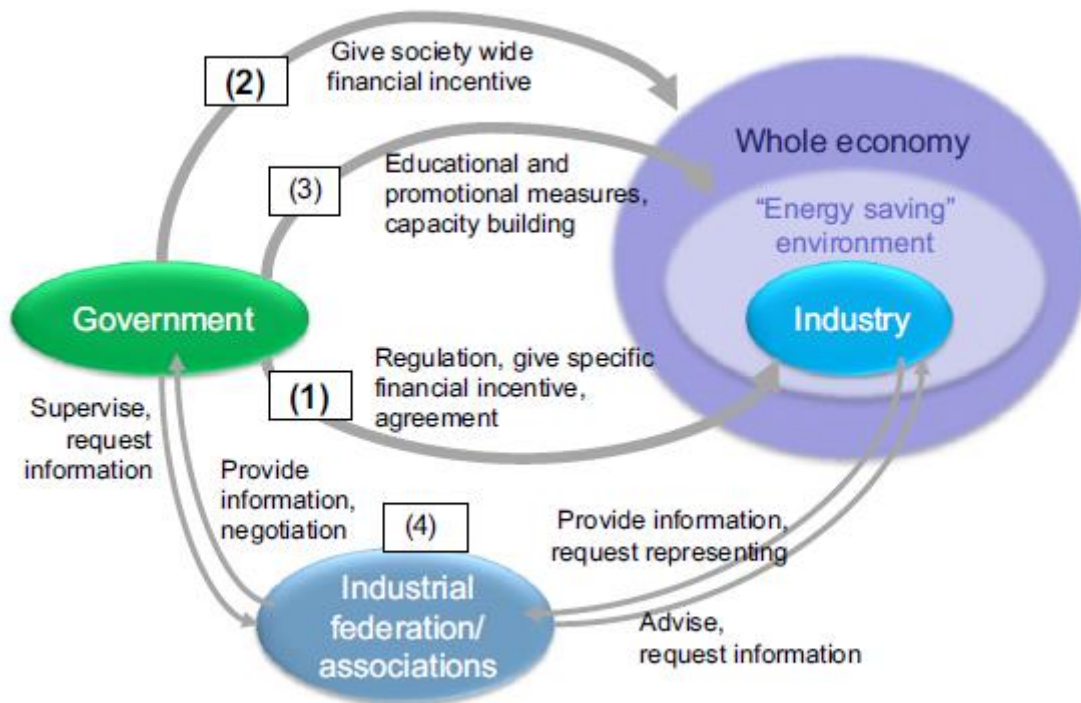 (2)
Give society wide
financial incentive
Whole economy
(3)
Educational and
promotional measures,
capacity building
“Energy saving”
environment
Government
Industry
(1)
Regulation, give specific
financial incentive,
agreement
Supervise,
request
information
Provide
information,
negotiation
(4)
Provide information,
request representing
Industrial
federation/
associations
Advise,
request information